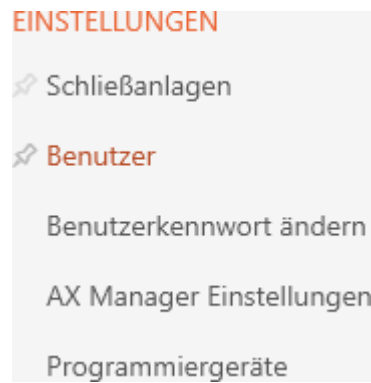 EINSTELLUNGEN
Schließanlagen
Benutzer
Benutzerkennwort ändern
AX Manager Einstellungen
Programmiergeräte